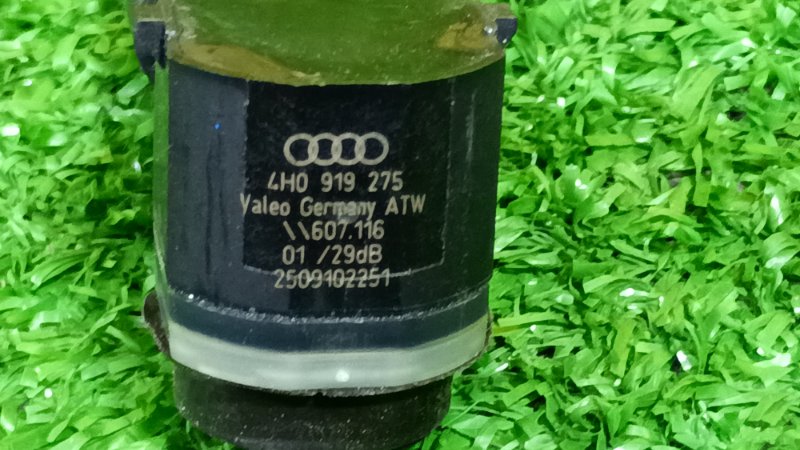 4H0 919 275
Valeo Germany ATW
\\607.116
01 /29dB
2509102251